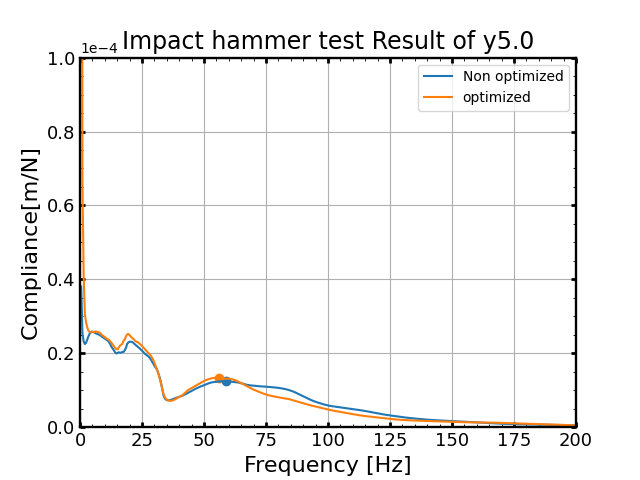 Impact hammer test Result of y5.0
1e−4
1.0
0.8
0.6
0.4
0.2
0.0
Compliance[m/N]
Non optimized
optimized
0 25 50 75 100 125 150 175 200
Frequency [Hz]